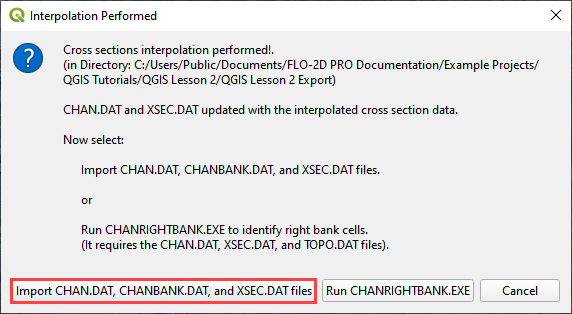 Interpolation Performed
Cross sections interpolation performed!.
(in Directory: C:/Users/Public/Documents/FLO-2D PRO Documentation/Example Projects/
QGIS Tutorials/QGIS Lesson 2/QGIS Lesson 2 Export)
CHAN.DAT and XSEC.DAT updated with the interpolated cross section data.
Now select:
Import CHAN.DAT, CHANBANK.DAT, and XSEC.DAT files.
or
Run CHANRIGHTBANK.EXE to identify right bank cells.
(It requires the CHAN.DAT, XSEC.DAT, and TOPO.DAT files).
Import CHAN.DAT, CHANBANK.DAT, and XSEC.DAT files
Run CHANRIGHTBANK.EXE
Cancel